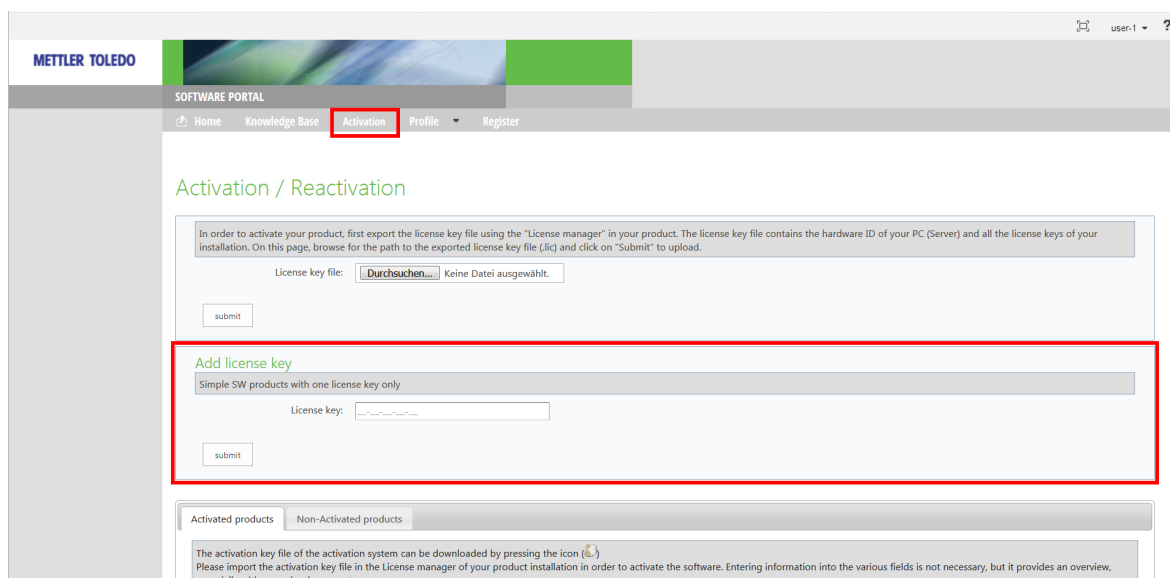 user-1 ?
METTLER TOLEDO
SOFTWARE PORTAL
Home Knowledge Base Activation Profile Register
Activation / Reactivation
In order to activate your product, first export the license key file using the "License manager" in your product. The license key file contains the hardware ID of your PC (Server) and all the license keys of your
installation. On this page, browse for the path to the exported license key file (.lic) and click on "Submit" to upload.
License key file: Durchsuchen... Keine Datei ausgewählt.
submit
Add license key
Simple SW products with one license key only
License key: ....-....-....-....-....
submit
Activated products Non-Activated products
The activation key file of the activation system can be downloaded by pressing the icon ( )
Please import the activation key file in the License manager of your product installation in order to activate the software. Entering information into the various fields is not necessary, but it provides an overview,